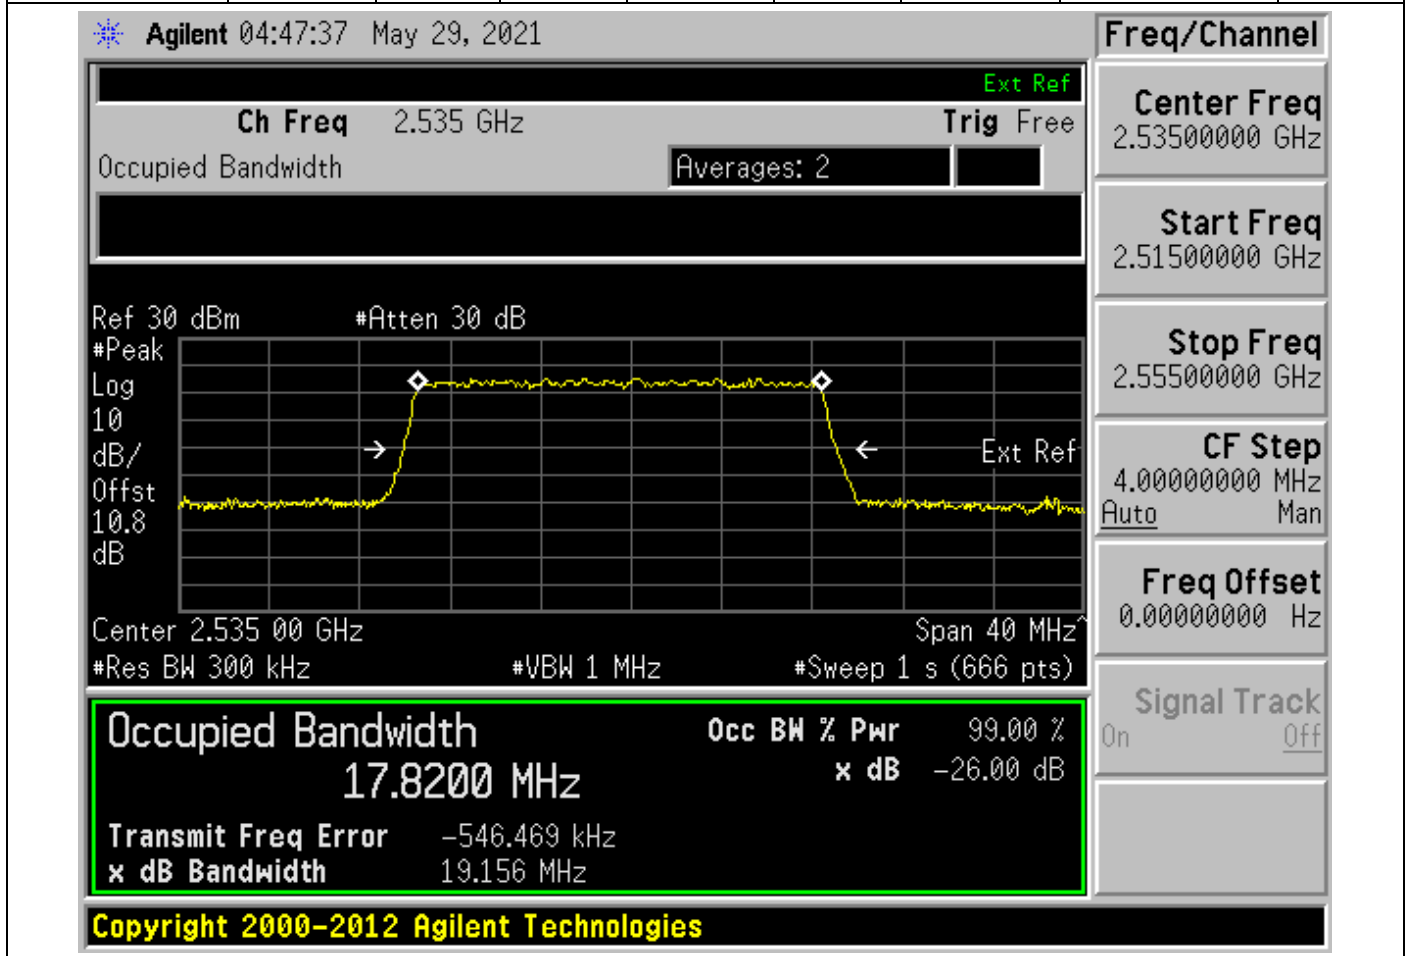 Agilent 04:47:37 May 29, 2021
Freq/Channel
Ext Ref
Ch Freq 2.535 GHz Trig Free
Occupied Bandwidth Averages: 2
Center Freq
2.53500000 GHz
Start Freq
2.51500000 GHz
Stop Freq
2.55500000 GHz
CF Step
4.00000000 MHz
Auto Man
Freq Offset
0.00000000 Hz
Signal Track
On Off
Ref 30 dBm #Atten 30 dB
#Peak
Log
10
dB/
Offst
10.8
dB
Ext Ref
Center 2.535 00 GHz Span 40 MHz^
#Res BW 300 kHz #VBW 1 MHz #Sweep 1 s (666 pts)
Occupied Bandwidth
17.8200 MHz
Occ BW % Pwr 99.00 %
x dB -26.00 dB
Transmit Freq Error -546.469 kHz
x dB Bandwidth 19.156 MHz
Copyright 2000-2012 Agilent Technologies